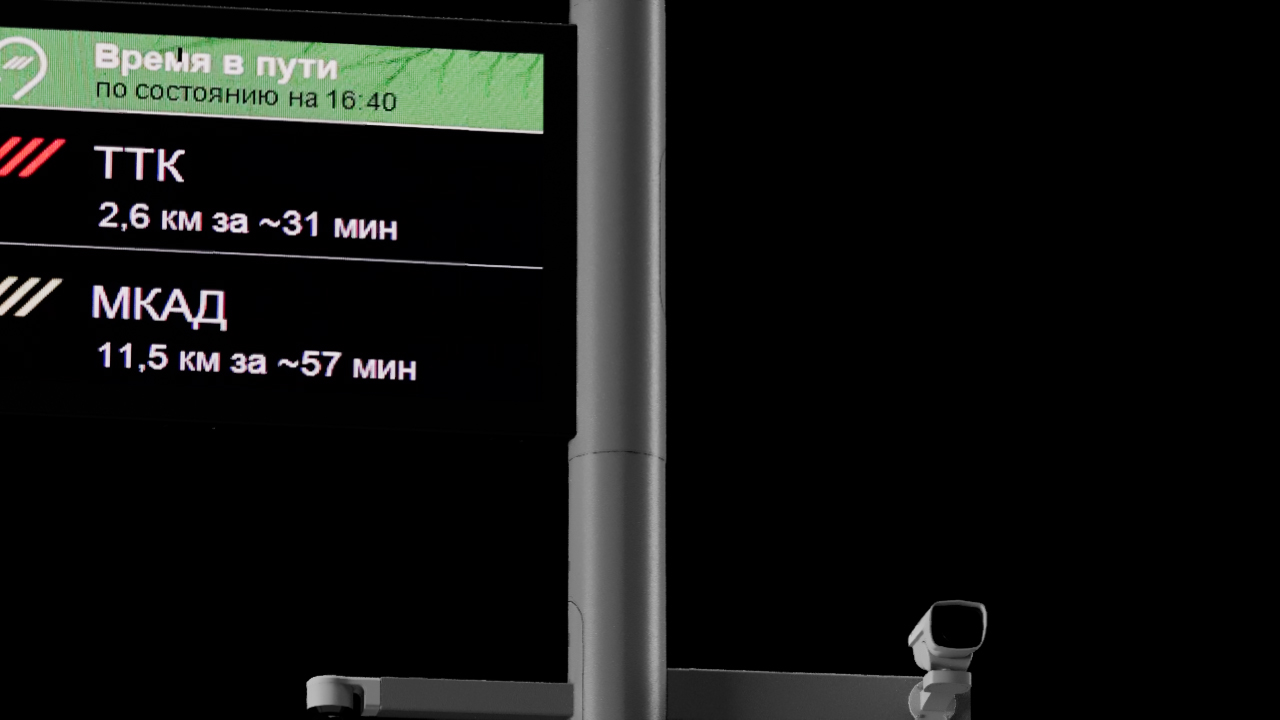 Время в пути
по состоянию на 16:40
ТТК
2,6 км за ~31 мин
МКАД
11,5 км за ~57 мин